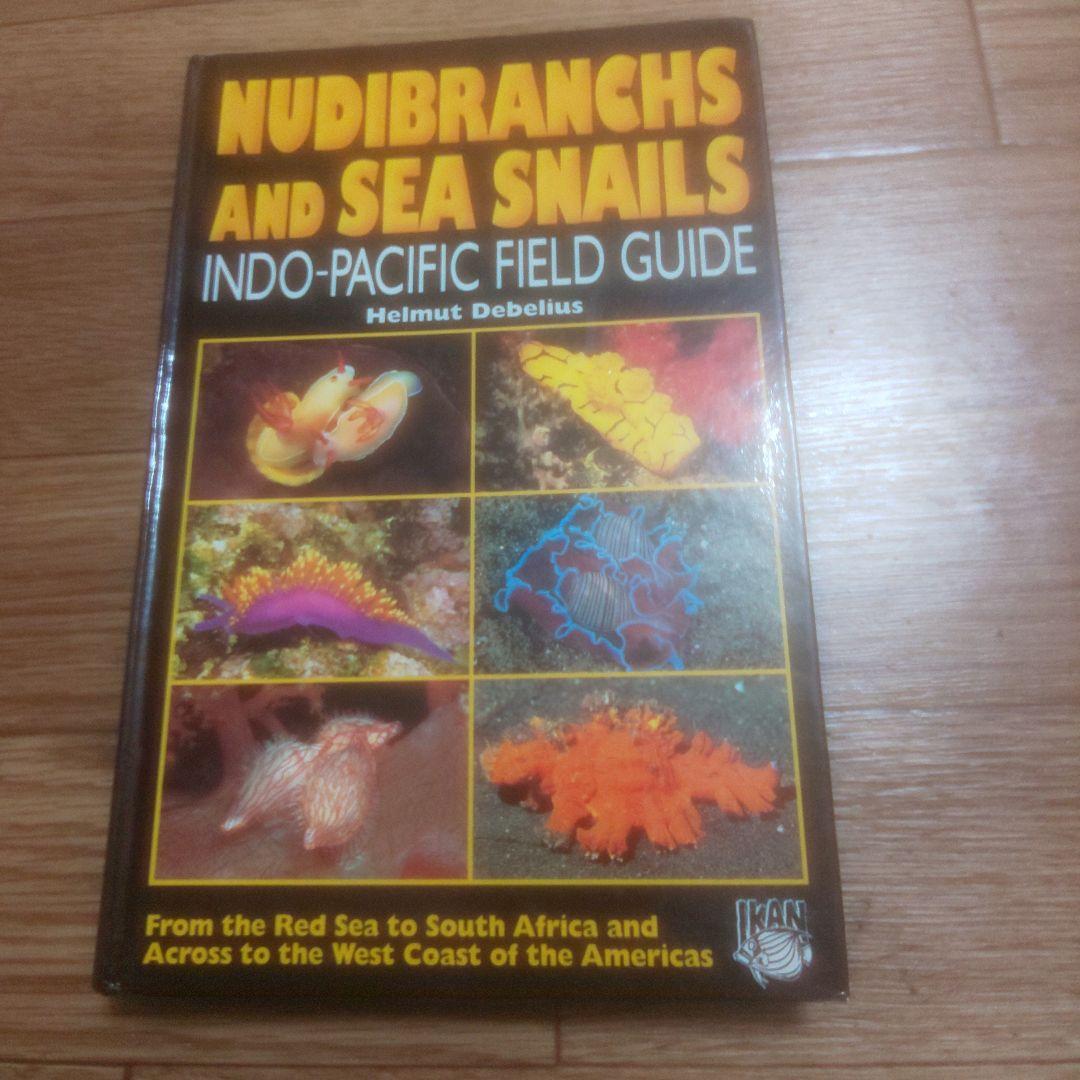 NUDIBRANCHS
AND SEA SNAILS
INDO-PACIFIC FIELD GUIDE
Helmut Debelius
From the Red Sea to South Africa and
Across to the West Coast of the Americas
IKAN